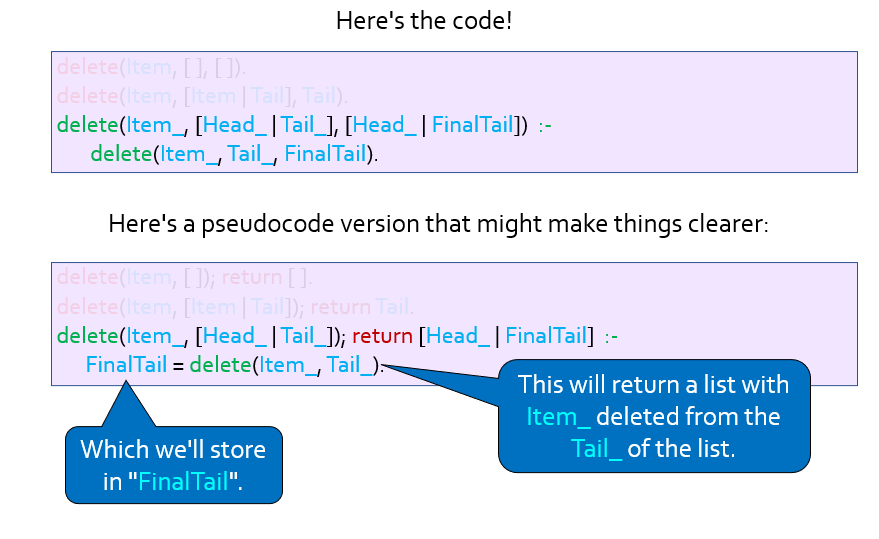 Here's the code!
delete(Item, [ ], [ ]).
delete(Item, [Item | Tail], Tail).
delete(Item_, [Head_ | Tail_], [Head_ | FinalTail]) :-
delete(Item_, Tail_, FinalTail).
Here's a pseudocode version that might make things clearer:
delete(Item, [ ]); return [ ].
delete(Item, [Item | Tail]); return Tail.
delete(Item_, [Head_ | Tail_]); return [Head_ | FinalTail] :-
FinalTail = delete(Item_, Tail_).
This will return a list with
Item_ deleted from the
Tail_ of the list.
Which we'll store
in "FinalTail".